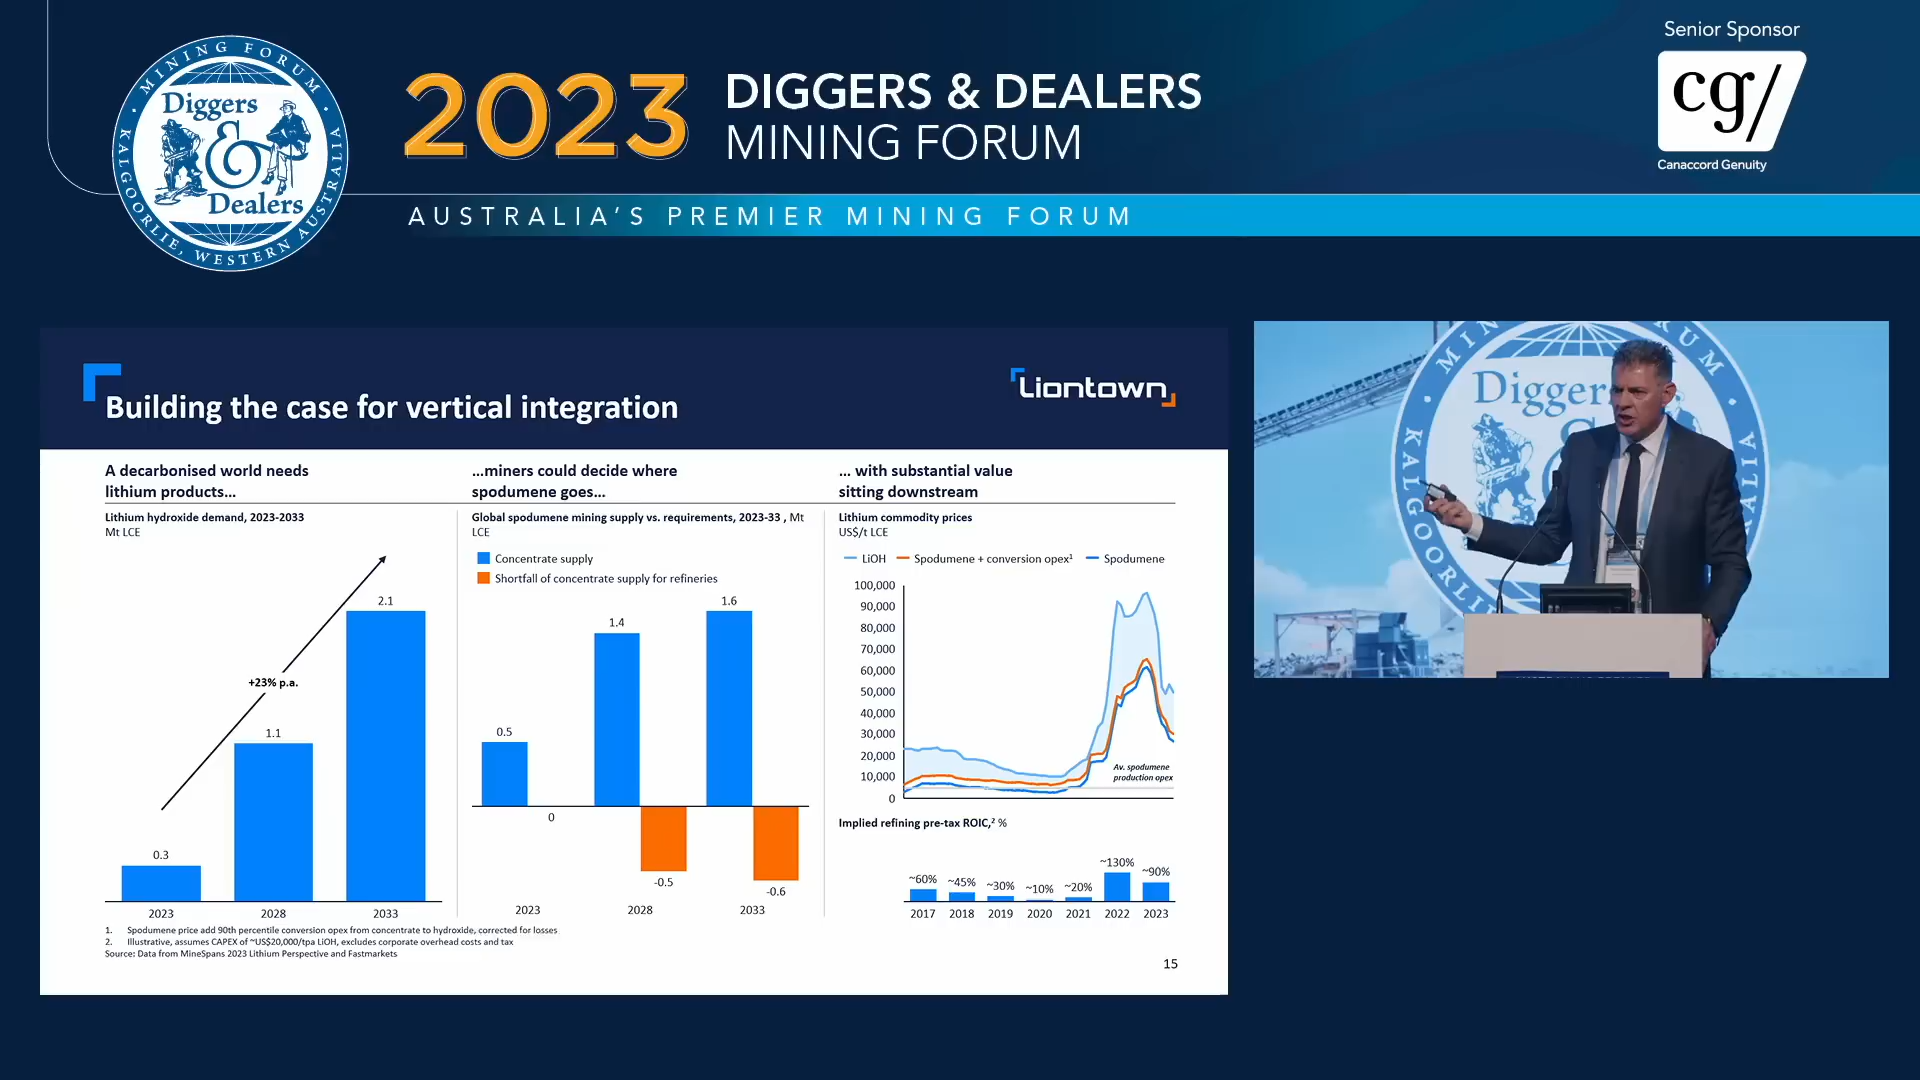 MINING FORUM
KALGOORLIE, WESTERN AUSTRALIA
Diggers
&
Dealers
2023
DIGGERS & DEALERS
MINING FORUM
AUSTRALIA'S PREMIER MINING FORUM
Senior Sponsor
cg/
Canaccord Genuity
Building the case for vertical integration
Liontown
A decarbonised world needs
lithium products...
Lithium hydroxide demand, 2023-2033
Mt LCE
+23% p.a.
0.3
1.1
2.1
2023
2028
2033
...miners could decide where
spodumene goes...
Global spodumene mining supply vs. requirements, 2023-33 , Mt
LCE
Concentrate supply
Shortfall of concentrate supply for refineries
0.5
1.4
1.6
0
-0.5
-0.6
2023
2028
2033
... with substantial value
sitting downstream
Lithium commodity prices
US$/t LCE
LiOH
Spodumene + conversion opex¹
Spodumene
100,000
90,000
80,000
70,000
60,000
50,000
40,000
30,000
20,000
10,000
0
Av. spodumene
production opex
Implied refining pre-tax ROIC,² %
~60%
~45%
~30%
~10%
~20%
~130%
~90%
2017
2018
2019
2020
2021
2022
2023
1. Spodumene price add 90th percentile conversion opex from concentrate to hydroxide, corrected for losses
2. Illustrative, assumes CAPEX of ~US$20,000/tpa LiOH, excludes corporate overhead costs and tax
Source: Data from MineSpans 2023 Lithium Perspective and Fastmarkets
15